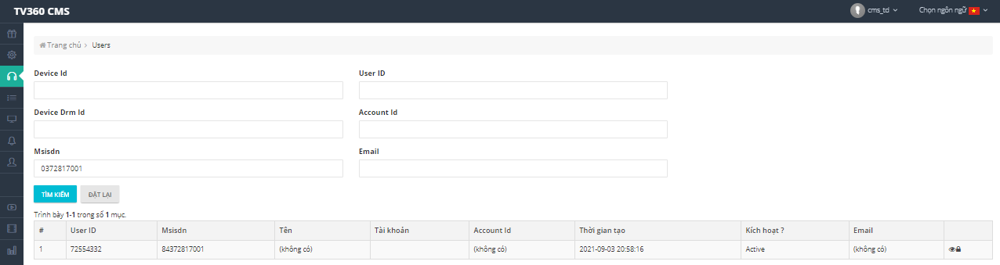 TV360 CMS
cms_td
Chọn ngôn ngữ
Trang chủ
Users
Device Id
User ID
Device Drm Id
Account Id
Msisdn
Email
0372817001
TÌM KIẾM
ĐẶT LẠI
Trình bày 1-1 trong số 1 mục.
# User ID Msisdn Tên Tài khoản Account Id Thời gian tạo Kích hoạt ? Email
1 72554332 84372817001 (không có) (không có) 2021-09-03 20:58:16 Active (không có)